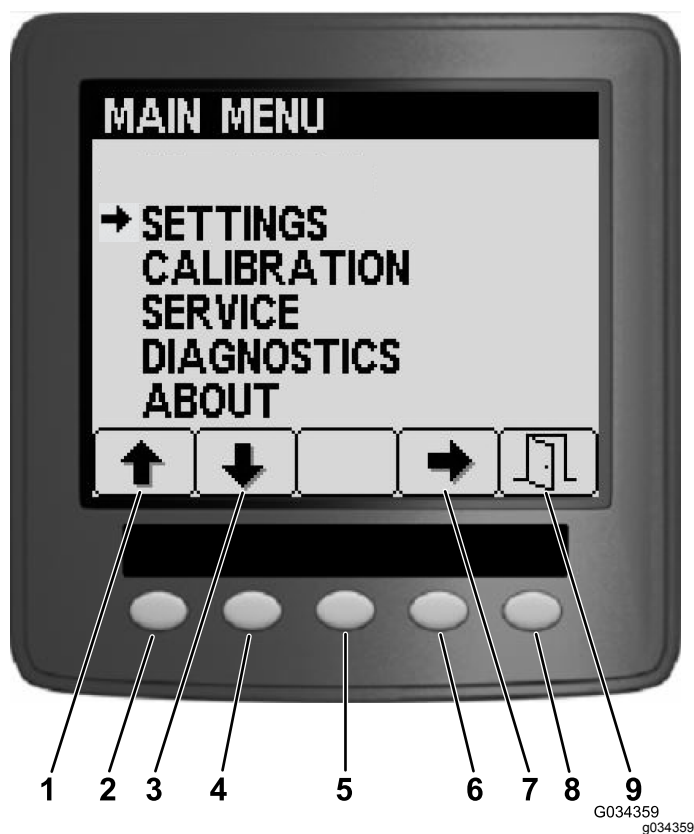 MAIN MENU
SETTINGS
CALIBRATION
SERVICE
DIAGNOSTICS
ABOUT
1 2 3 4 5 6 7 8 9
G034359
g034359